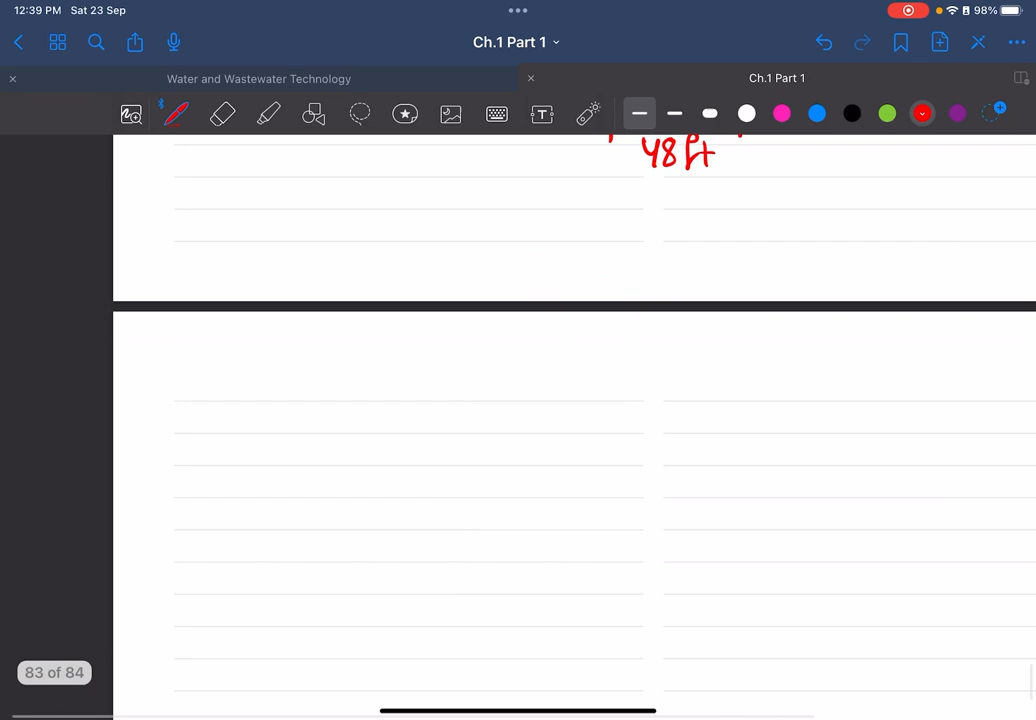 12:39 PM Sat 23 Sep
98%
Ch.1 Part 1
Water and Wastewater Technology
Ch.1 Part 1
48 ft
83 of 84